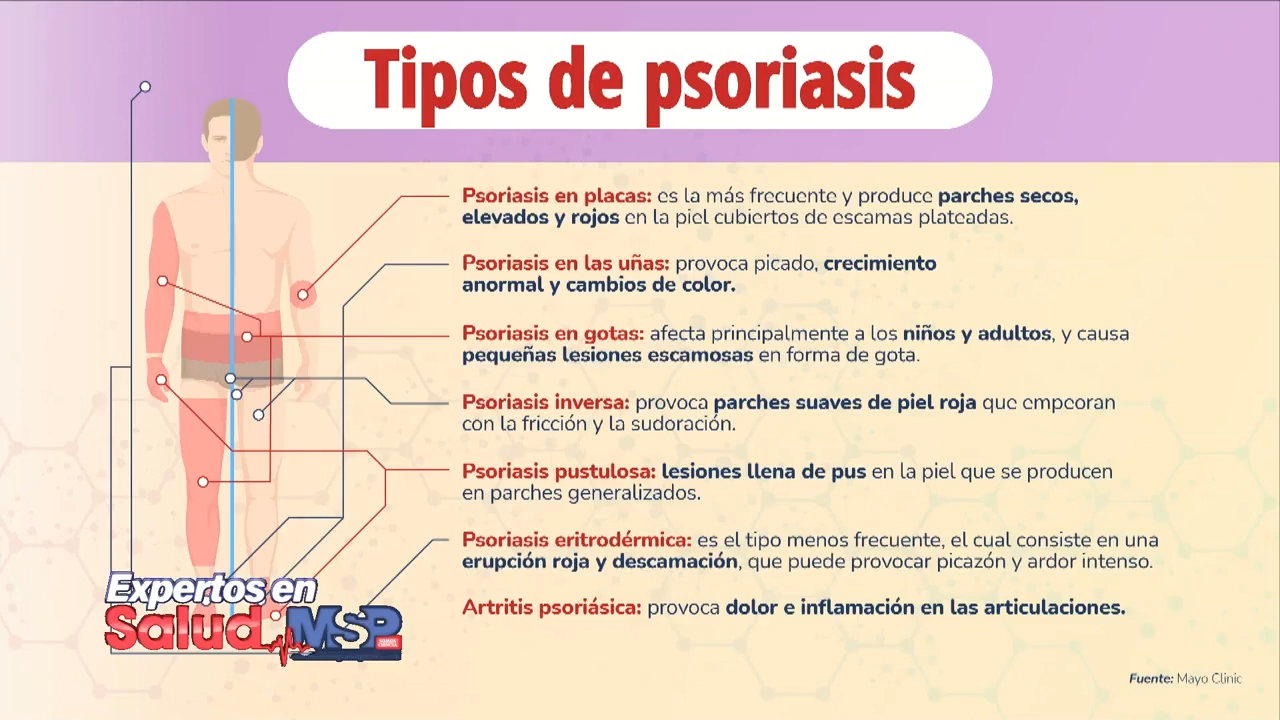 Tipos de psoriasis
Psoriasis en placas: es la más frecuente y produce parches secos,
elevados y rojos en la piel cubiertos de escamas plateadas.
Psoriasis en las uñas: provoca picado, crecimiento
anormal y cambios de color.
Psoriasis en gotas: afecta principalmente a los niños y adultos, y causa
pequeñas lesiones escamosas en forma de gota.
Psoriasis inversa: provoca parches suaves de piel roja que empeoran
con la fricción y la sudoración.
Psoriasis pustulosa: lesiones llena de pus en la piel que se producen
en parches generalizados.
Psoriasis eritrodérmica: es el tipo menos frecuente, el cual consiste en una
erupción roja y descamación, que puede provocar picazón y ardor intenso.
Artritis psoriásica: provoca dolor e inflamación en las articulaciones.
Expertos en
Salud MSP
Fuente: Mayo Clinic